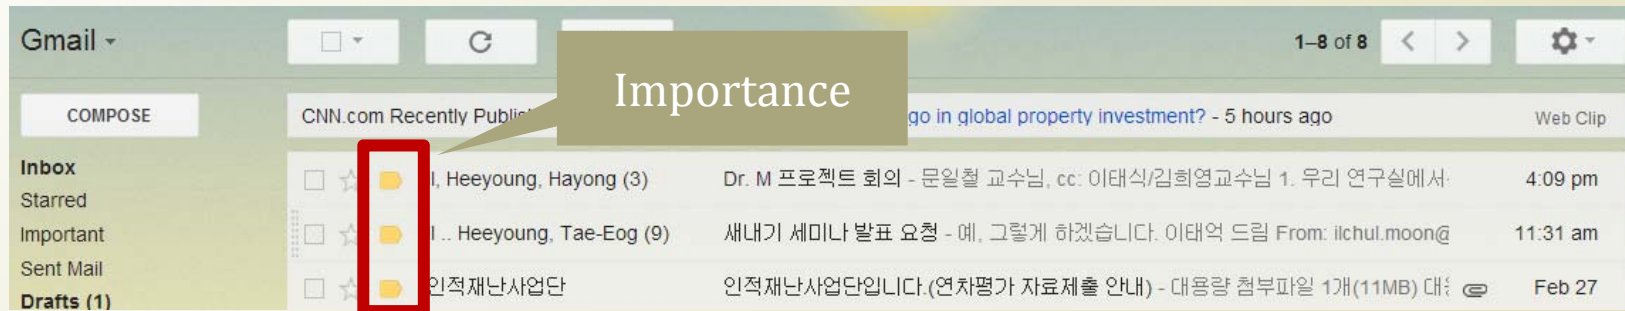 Gmail
1–8 of 8
Importance
COMPOSE
CNN.com Recently go in global property investment? - 5 hours ago Web Clip
Inbox
Heeyoung, Hayong (3) Dr. M 프로젝트 회의 - 문일철 교수님, cc: 이태식/김희영교수님 1. 우리 연구실에서 4:09 pm
Starred
Important
.. Heeyoung, Tae-Eog (9) 새내기 세미나 발표 요청 - 예, 그렇게 하겠습니다. 이태억 드림 From: ilchul.moon@ 11:31 am
Sent Mail
인적재난사업단 인적재난사업단입니다.(연차평가 자료제출 안내) - 대용량 첨부파일 1개(11MB) Feb 27
Drafts (1)